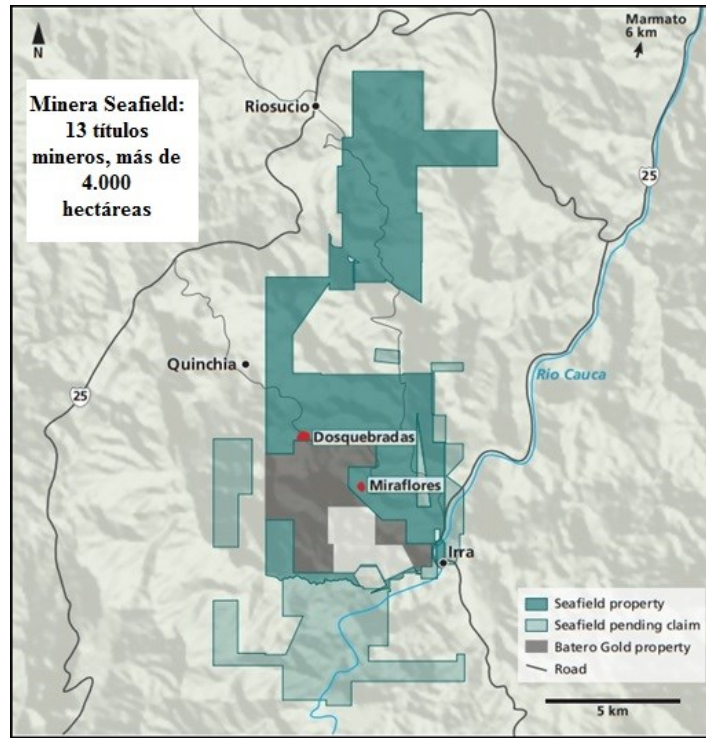 N
Minera Seafield:
13 títulos
mineros, más de
4.000
hectáreas
Marmato
6 km
Riosucio
25
Quinchia
Rio Cauca
25
Dosquebradas
Miraflores
Irra
Seafield property
Seafield pending claim
Batero Gold property
Road
5 km